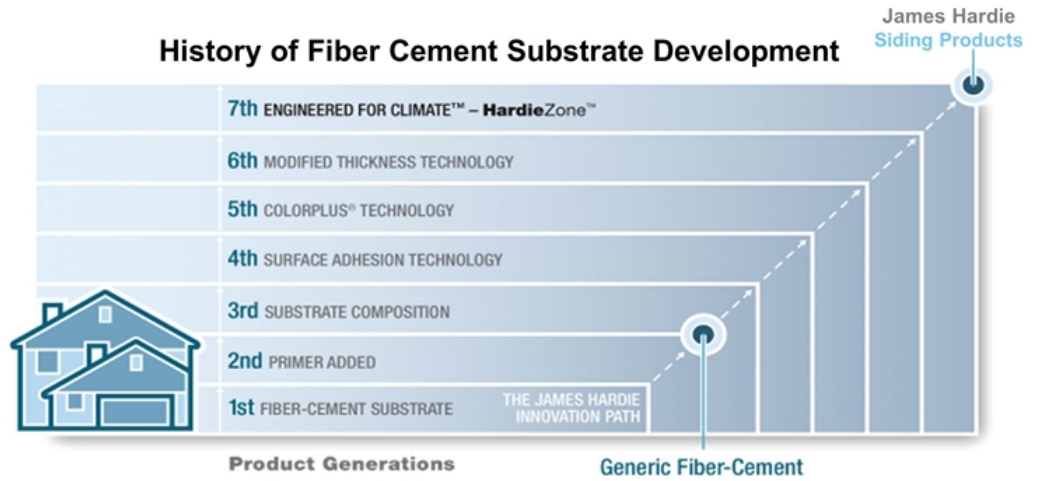 James Hardie
Siding Products
History of Fiber Cement Substrate Development
7th ENGINEERED FOR CLIMATE™ – HardieZone™
6th MODIFIED THICKNESS TECHNOLOGY
5th COLORPLUS® TECHNOLOGY
4th SURFACE ADHESION TECHNOLOGY
3rd SUBSTRATE COMPOSITION
2nd PRIMER ADDED
1st FIBER-CEMENT SUBSTRATE
THE JAMES HARDIE
INNOVATION PATH
Product Generations
Generic Fiber-Cement